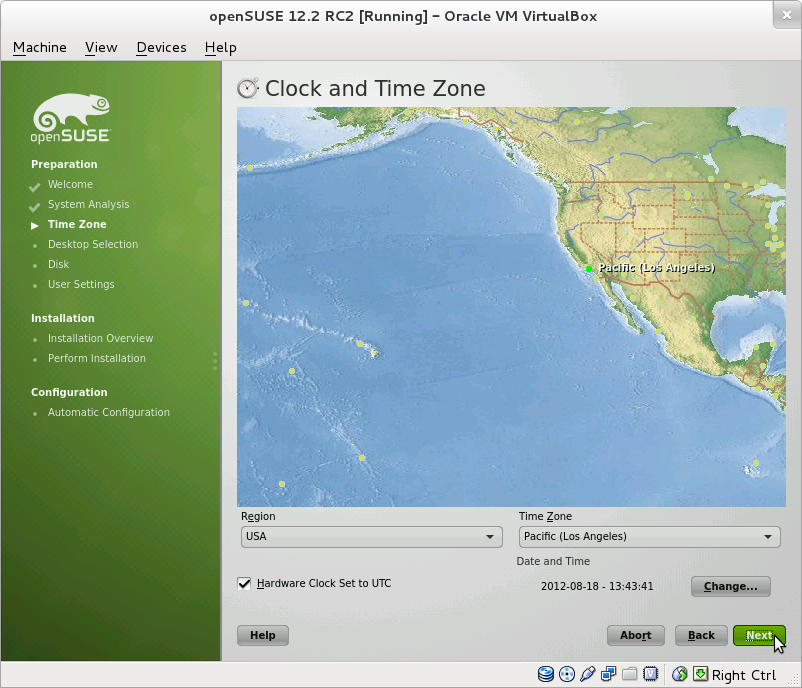 openSUSE 12.2 RC2 [Running] – Oracle VM VirtualBox
Machine View Devices Help
openSUSE
Preparation
Welcome
System Analysis
Time Zone
Desktop Selection
Disk
User Settings
Installation
Installation Overview
Perform Installation
Configuration
Automatic Configuration
Clock and Time Zone
Pacific (Los Angeles)
Region
USA
Time Zone
Pacific (Los Angeles)
Date and Time
Hardware Clock Set to UTC
2012-08-18 - 13:43:41
Change...
Help
Abort
Back
Next
Right Ctrl